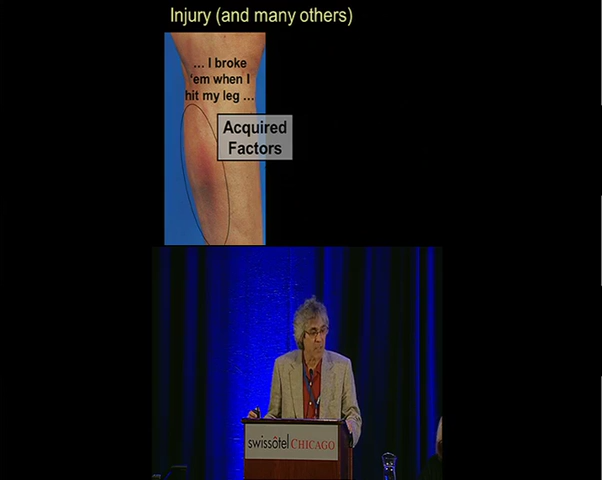 Injury (and many others)
… I broke
'em when I
hit my leg …
Acquired
Factors
swissôtel CHICAGO